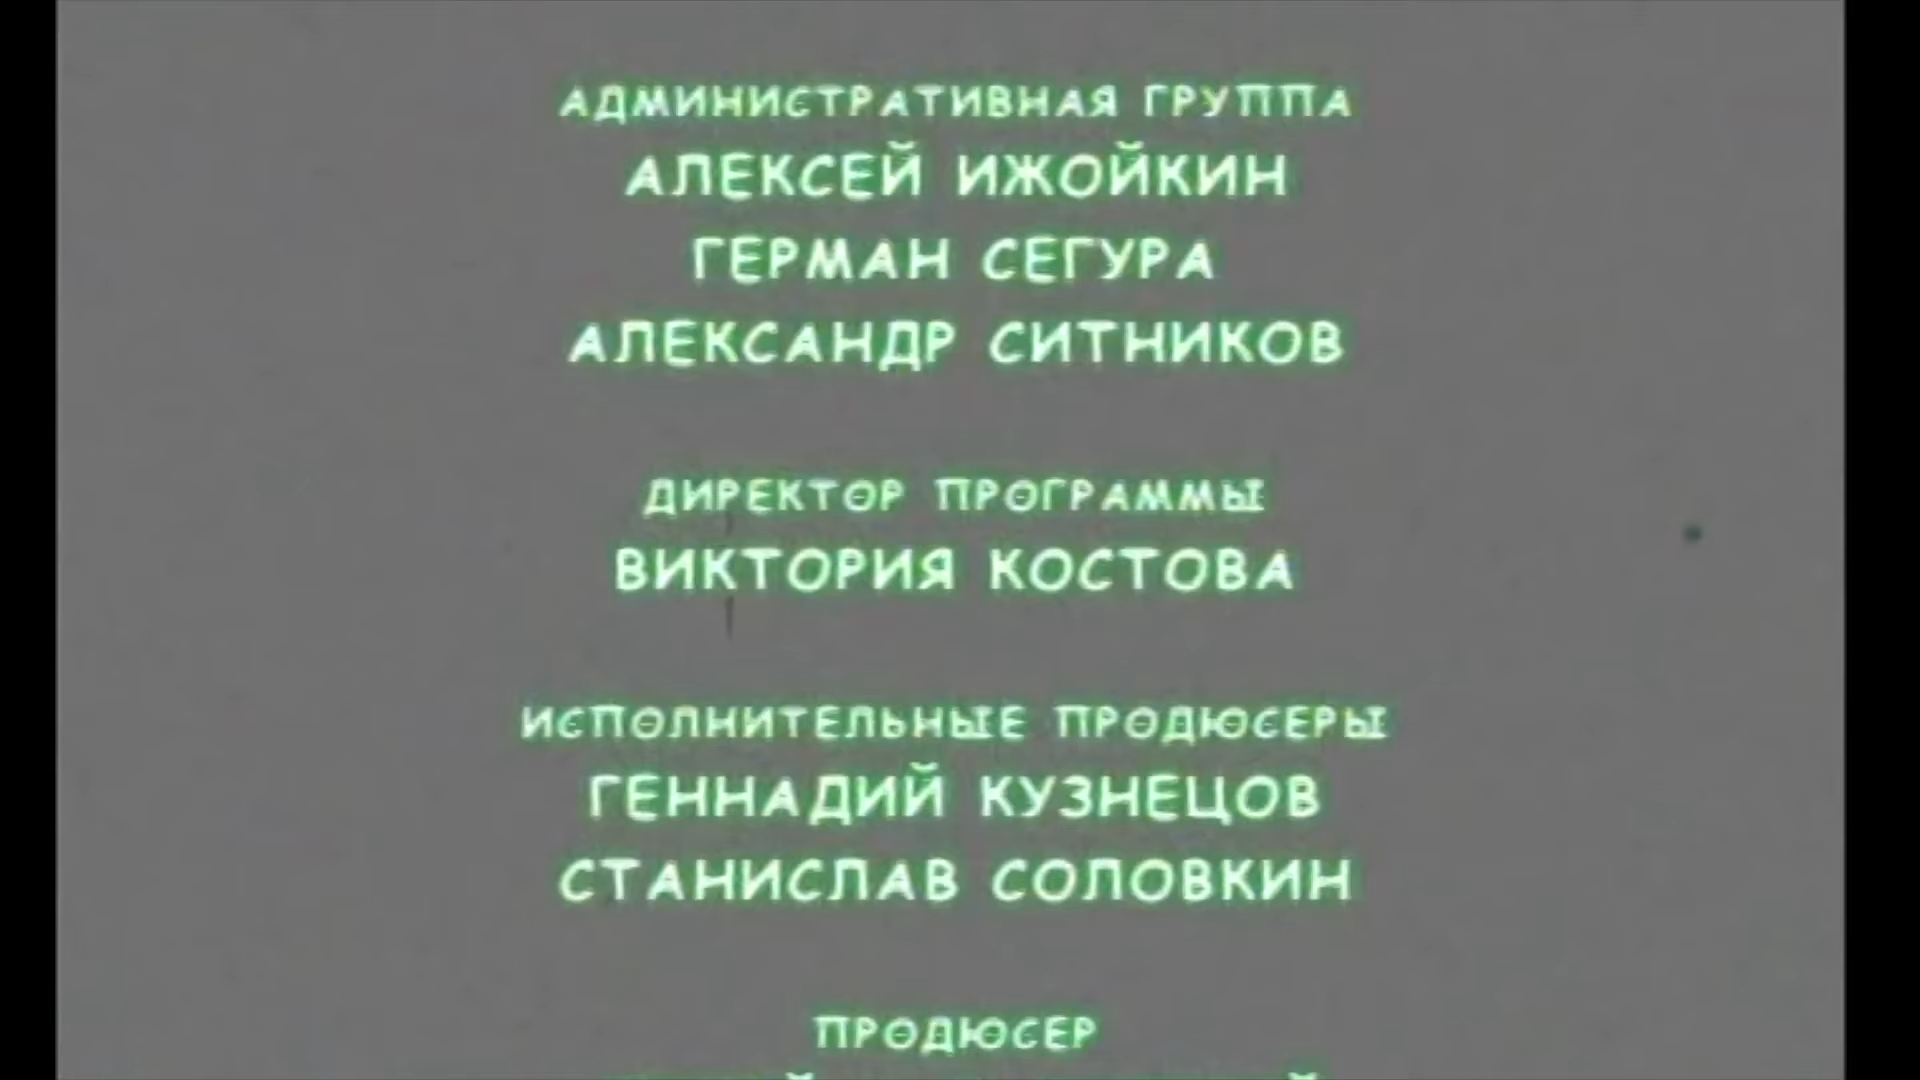 АДМИНИСТРАТИВНАЯ ГРУППА
АЛЕКСЕЙ ИЖОЙКИН
ГЕРМАН СЕГУРА
АЛЕКСАНДР СИТНИКОВ
ДИРЕКТОР ПРОГРАММЫ
ВИКТОРИЯ КОСТОВА
ИСПОЛНИТЕЛЬНЫЕ ПРОДЮСЕРЫ
ГЕННАДИЙ КУЗНЕЦОВ
СТАНИСЛАВ СОЛОВКИН
ПРОДЮСЕР